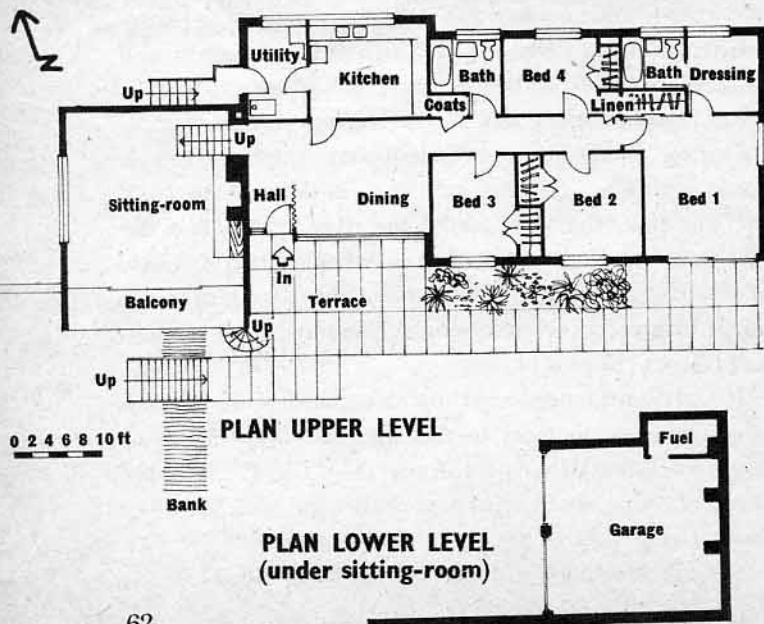 N
Utility
Kitchen
Bath
Bed 4
Bath
Dressing
Up
Coats
Linen
Up
Sitting-room
Hall
Dining
Bed 3
Bed 2
Bed 1
In
Balcony
Terrace
Up
Up
PLAN UPPER LEVEL
0 2 4 6 8 10 ft
Bank
Fuel
Garage
PLAN LOWER LEVEL
(under sitting-room)
62